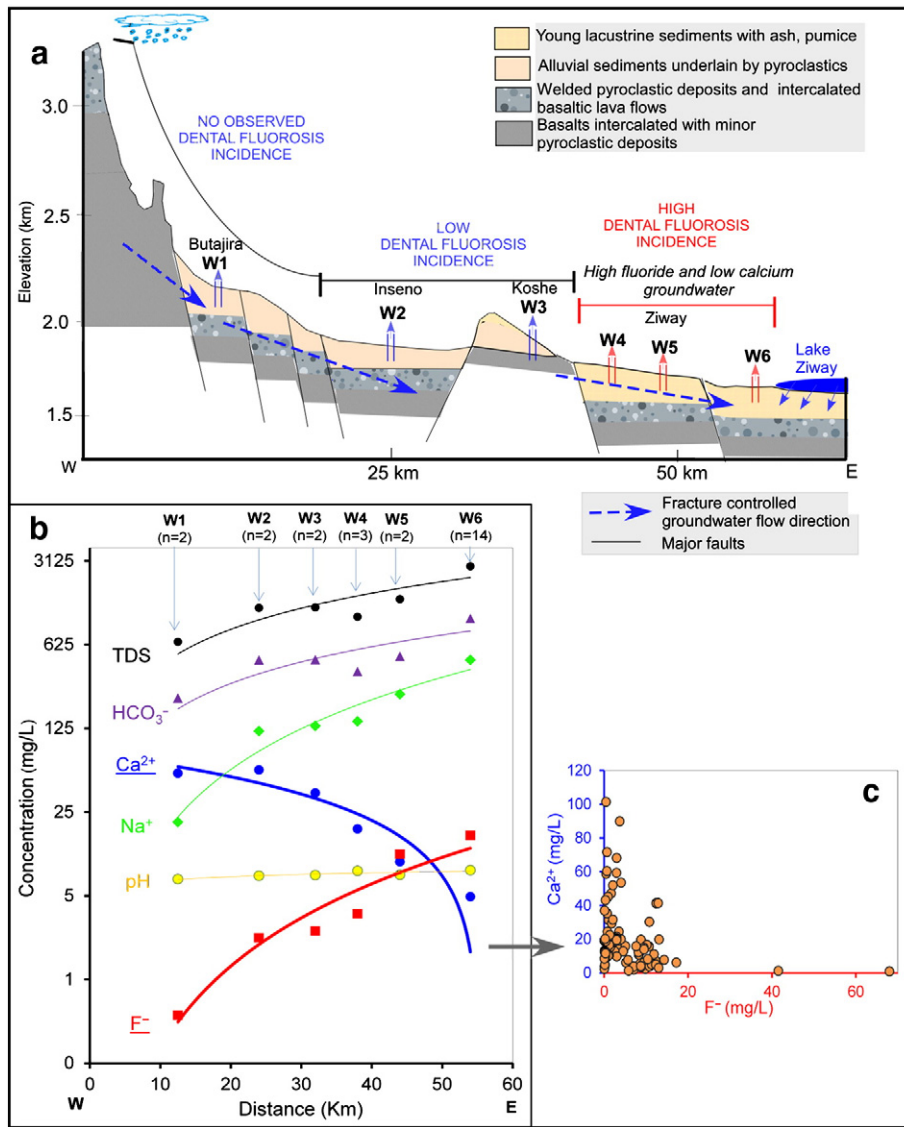 a
Young lacustrine sediments with ash, pumice
Alluvial sediments underlain by pyroclastics
Welded pyroclastic deposits and intercalated
basaltic lava flows
Basalts intercalated with minor
pyroclastic deposits
NO OBSERVED
DENTAL FLUOROSIS
INCIDENCE
LOW
DENTAL FLUOROSIS
INCIDENCE
HIGH
DENTAL FLUOROSIS
INCIDENCE
High fluoride and low calcium
groundwater
Elevation (km)
3.0
2.5
2.0
1.5
Butajira
W1
Inseno
W2
Koshe
W3
Ziway
W4
W5
W6
Lake
Ziway
W
25 km
50 km
E
Fracture controlled
groundwater flow direction
Major faults
b
W1
(n=2)
W2
(n=2)
W3
(n=2)
W4
(n=3)
W5
(n=2)
W6
(n=14)
Concentration (mg/L)
3125
625
125
25
5
1
0
TDS
HCO₃⁻
Ca²⁺
Na⁺
pH
F⁻
0
10
20
30
40
50
60
W
Distance (Km)
E
c
Ca²⁺ (mg/L)
120
100
80
60
40
20
0
0
20
40
60
F⁻ (mg/L)